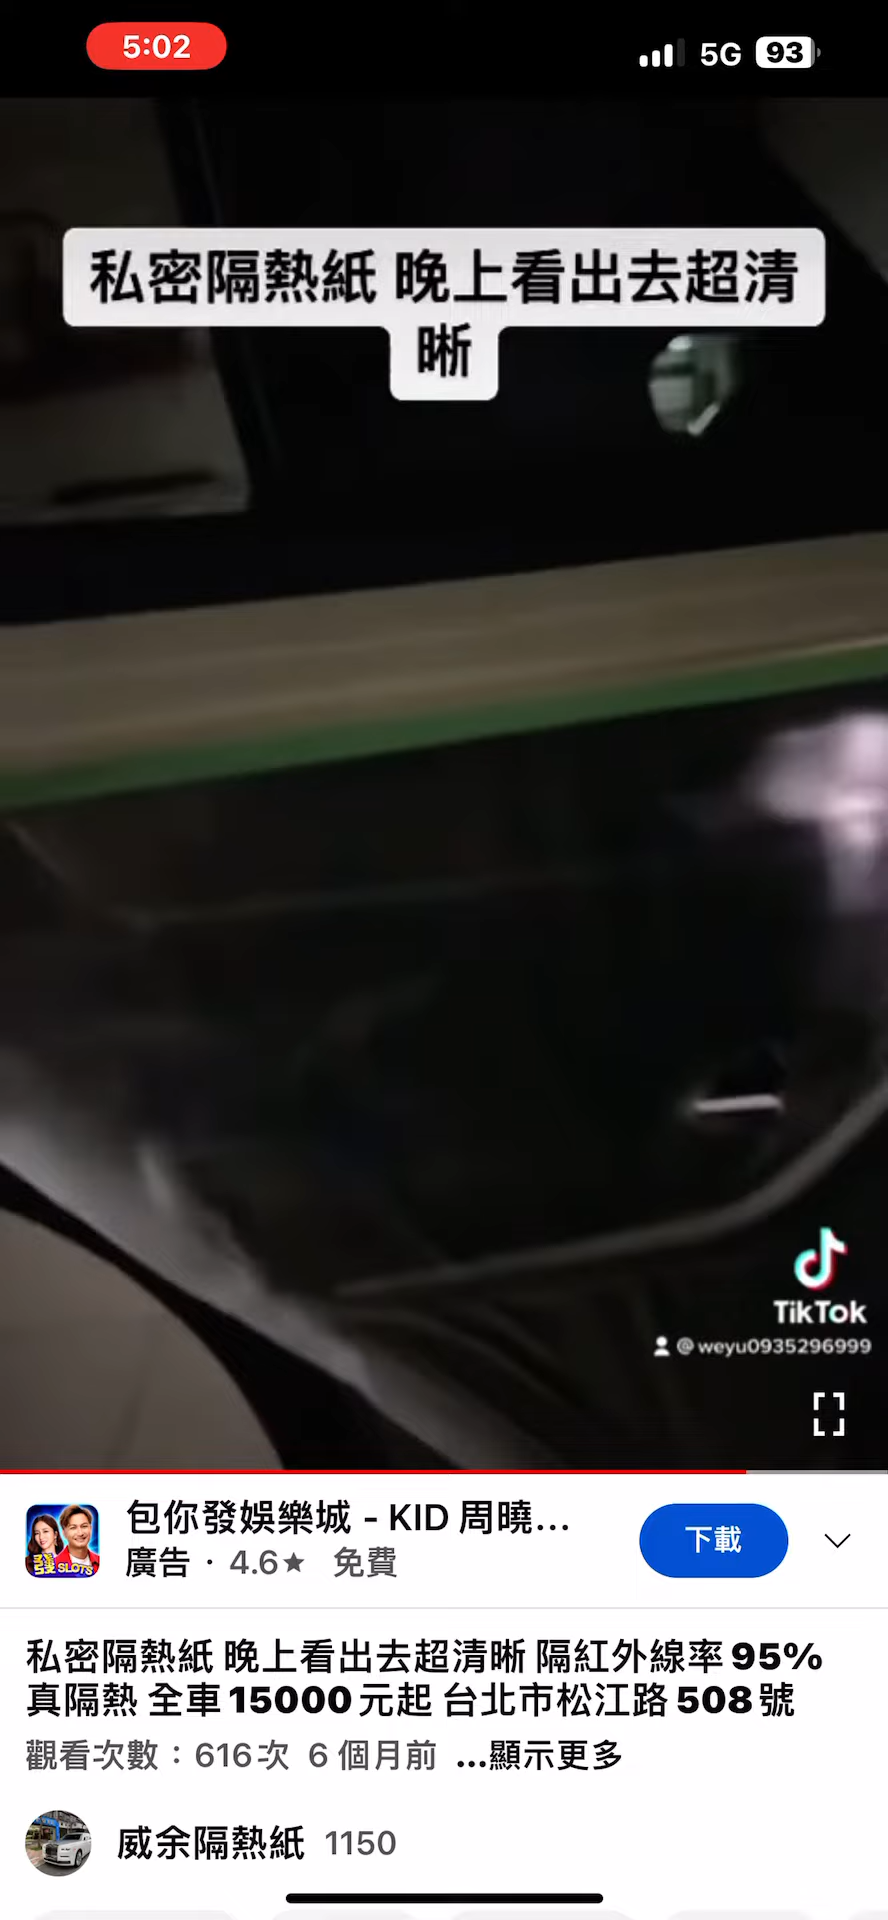 5:02
5G 93
私密隔熱紙 晚上看出去超清
晰
TikTok
@weyu0935296999
包你發娛樂城 - KID 周曉...
廣告 · 4.6★ 免費
下載
發 SLOTS
私密隔熱紙 晚上看出去超清晰 隔紅外線率95%
真隔熱 全車15000元起 台北市松江路508號
觀看次數：616次 6 個月前 ...顯示更多
威余隔熱紙 1150